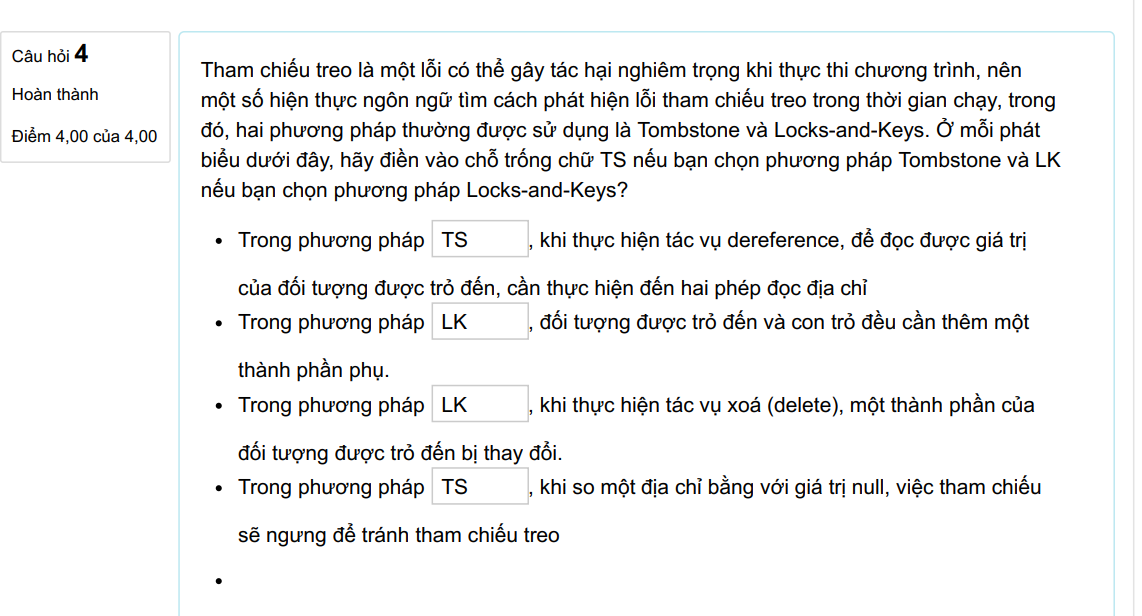 Câu hỏi 4
Hoàn thành
Điểm 4,00 của 4,00
Tham chiếu treo là một lỗi có thể gây tác hại nghiêm trọng khi thực thi chương trình, nên
một số hiện thực ngôn ngữ tìm cách phát hiện lỗi tham chiếu treo trong thời gian chạy, trong
đó, hai phương pháp thường được sử dụng là Tombstone và Locks-and-Keys. Ở mỗi phát
biểu dưới đây, hãy điền vào chỗ trống chữ TS nếu bạn chọn phương pháp Tombstone và LK
nếu bạn chọn phương pháp Locks-and-Keys?
• Trong phương pháp TS , khi thực hiện tác vụ dereference, để đọc được giá trị
của đối tượng được trỏ đến, cần thực hiện đến hai phép đọc địa chỉ
• Trong phương pháp LK , đối tượng được trỏ đến và con trỏ đều cần thêm một
thành phần phụ.
• Trong phương pháp LK , khi thực hiện tác vụ xoá (delete), một thành phần của
đối tượng được trỏ đến bị thay đổi.
• Trong phương pháp TS , khi so một địa chỉ bằng với giá trị null, việc tham chiếu
sẽ ngưng để tránh tham chiếu treo
•